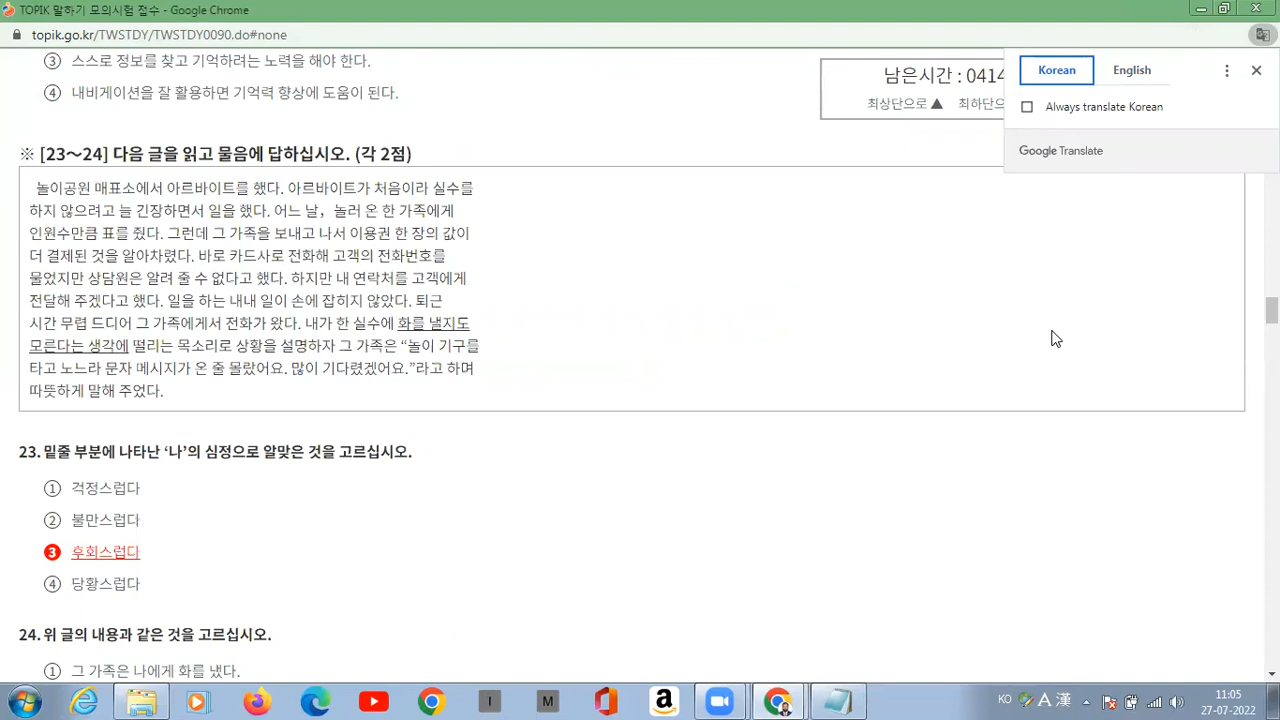 TOPIK 말하기 모의시험 접수 - Google Chrome
topik.go.kr/TWSTDY/TWSTDY0090.do#none
③ 스스로 정보를 찾고 기억하려는 노력을 해야 한다.
④ 내비게이션을 잘 활용하면 기억력 향상에 도움이 된다.
남은시간 : 0414
최상단으로▲ 최하단으
Korean English
Always translate Korean
Google Translate
※ [23～24] 다음 글을 읽고 물음에 답하십시오. (각 2점)
놀이공원 매표소에서 아르바이트를 했다. 아르바이트가 처음이라 실수를
하지 않으려고 늘 긴장하면서 일을 했다. 어느 날, 놀러 온 한 가족에게
인원수만큼 표를 줬다. 그런데 그 가족을 보내고 나서 이용권 한 장의 값이
더 결제된 것을 알아차렸다. 바로 카드사로 전화해 고객의 전화번호를
물었지만 상담원은 알려 줄 수 없다고 했다. 하지만 내 연락처를 고객에게
전달해 주겠다고 했다. 일을 하는 내내 일이 손에 잡히지 않았다. 퇴근
시간 무렵 드디어 그 가족에게서 전화가 왔다. 내가 한 실수에 화를 낼지도
모른다는 생각에 떨리는 목소리로 상황을 설명하자 그 가족은 “놀이 기구를
타고 노느라 문자 메시지가 온 줄 몰랐어요. 많이 기다렸겠어요.”라고 하며
따뜻하게 말해 주었다.
23. 밑줄 부분에 나타난 ‘나’의 심정으로 알맞은 것을 고르십시오.
① 걱정스럽다
② 불만스럽다
③ 후회스럽다
④ 당황스럽다
24. 위 글의 내용과 같은 것을 고르십시오.
① 그 가족은 나에게 화를 냈다.
I M a KO A 漢
11:05
27-07-2022